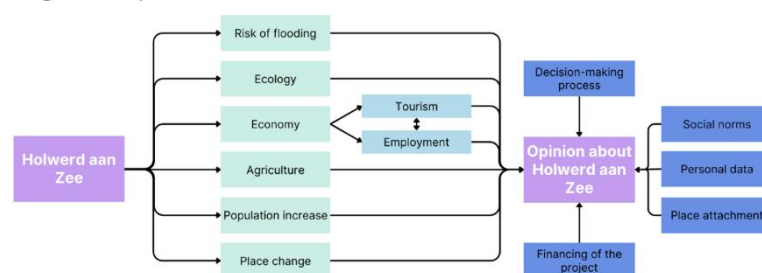 Risk of flooding
Ecology
Economy
Tourism
Employment
Agriculture
Population increase
Place change
Holwerd aan
Zee
Decision-making
process
Opinion about
Holwerd aan
Zee
Financing of the
project
Social norms
Personal data
Place attachment